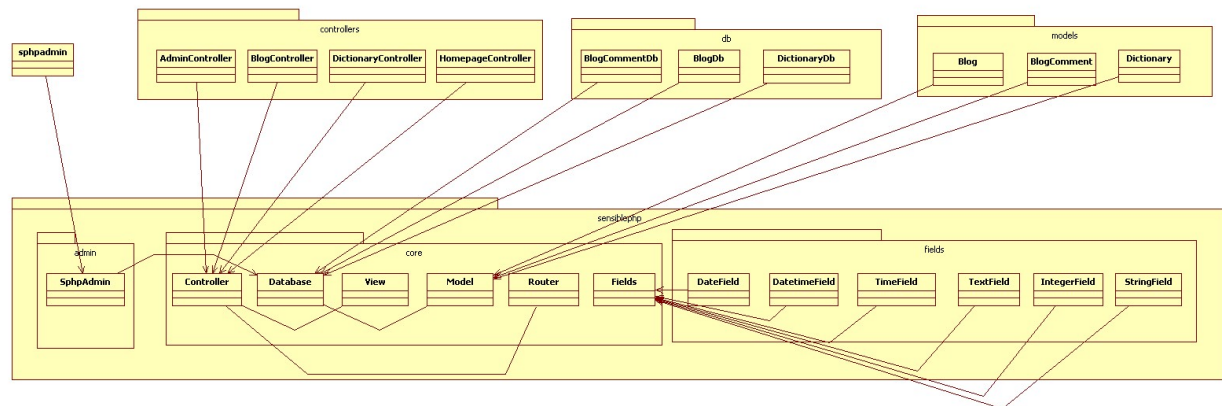 controllers
db
models
sphpadmin
AdminController
BlogController
DictionaryController
HomepageController
BlogCommentDb
BlogDb
DictionaryDb
Blog
BlogComment
Dictionary
sensiblephp
admin
core
fields
SphpAdmin
Controller
Database
View
Model
Router
Fields
DateField
DatetimeField
TimeField
TextField
IntegerField
StringField